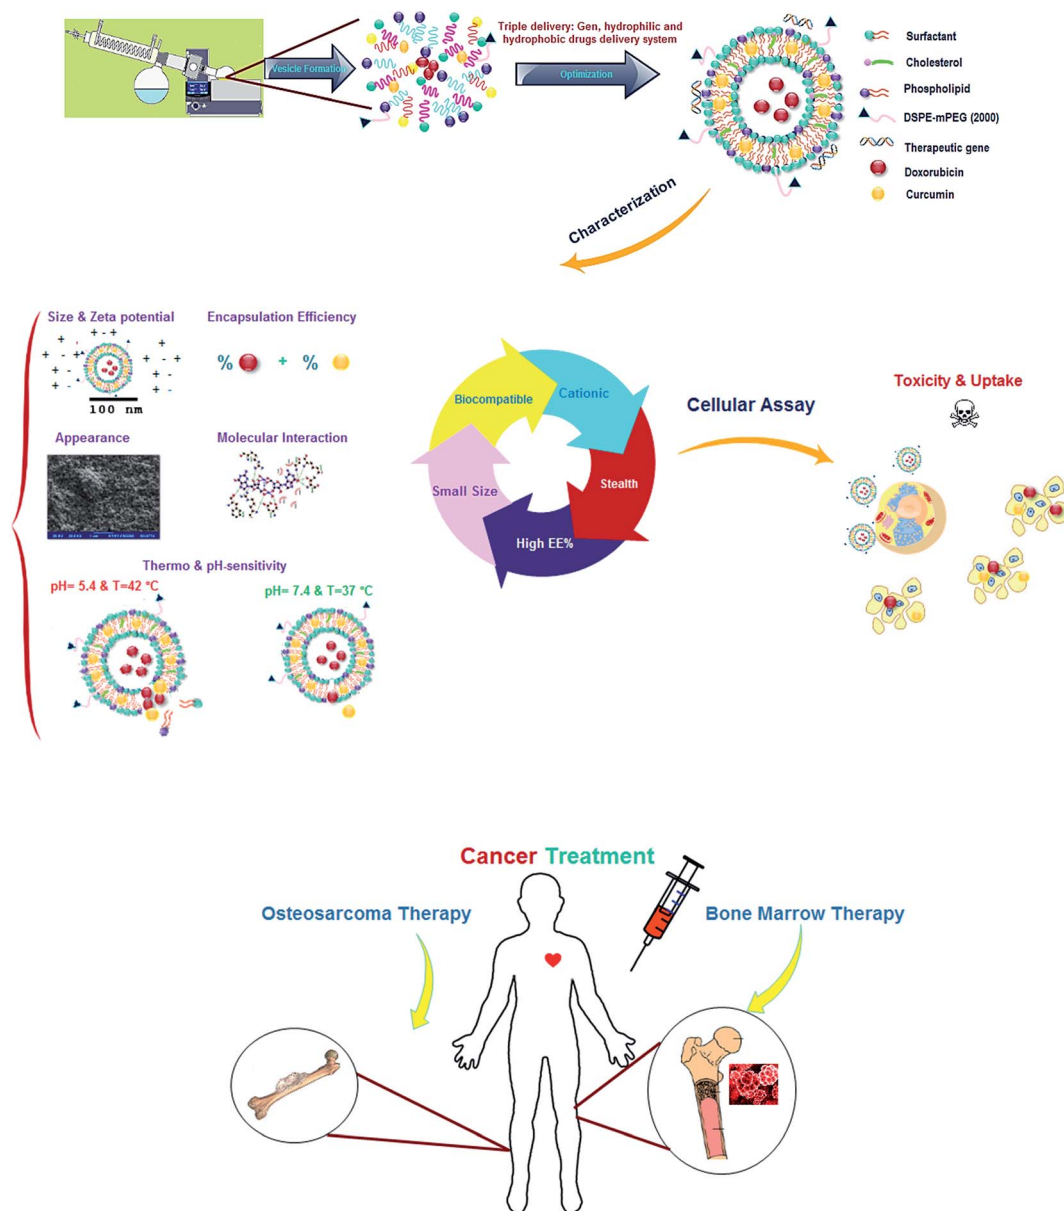 Triple delivery: Gen, hydrophilic and
hydrophobic drugs delivery system
Vesicle Formation
Optimization
Surfactant
Cholesterol
Phospholipid
DSPE-mPEG (2000)
Therapeutic gene
Doxorubicin
Curcumin
Characterization
Size & Zeta potential
Encapsulation Efficiency
+ - +
+ - +
+ - +
+ -
+ -
+ -
+ -
+ -
+ -
% + %
100 nm
Appearance
Molecular Interaction
Thermo & pH-sensitivity
pH= 5.4 & T=42 °C
pH= 7.4 & T=37 °C
Biocompatible
Cationic
Stealth
High EE%
Small Size
Cellular Assay
Toxicity & Uptake
Cancer Treatment
Osteosarcoma Therapy
Bone Marrow Therapy